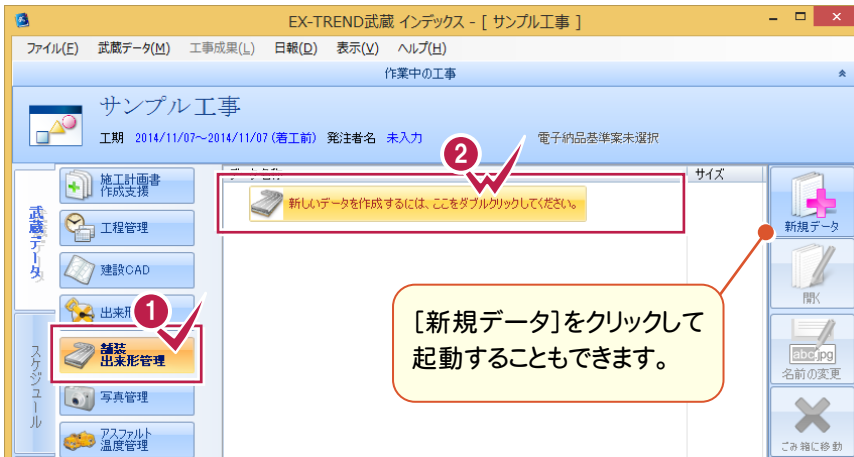 EX-TREND武蔵 インデックス - [ サンプル工事 ]
ファイル(F) 武蔵データ(M) 工事成果(L) 日報(D) 表示(V) ヘルプ(H)
作業中の工事
サンプル工事
工期 2014/11/07～2014/11/07 (着工前) 発注者名 未入力 電子納品基準案未選択
武蔵データ
スケジュール
施工計画書
作成支援
工程管理
建設CAD
出来形
1
舗装
出来形管理
写真管理
アスファルト
温度管理
サイズ
2
新しいデータを作成するには、ここをダブルクリックしてください。
[新規データ]をクリックして
起動することもできます。
新規データ
開く
abc.jpg
名前の変更
ごみ箱に移動